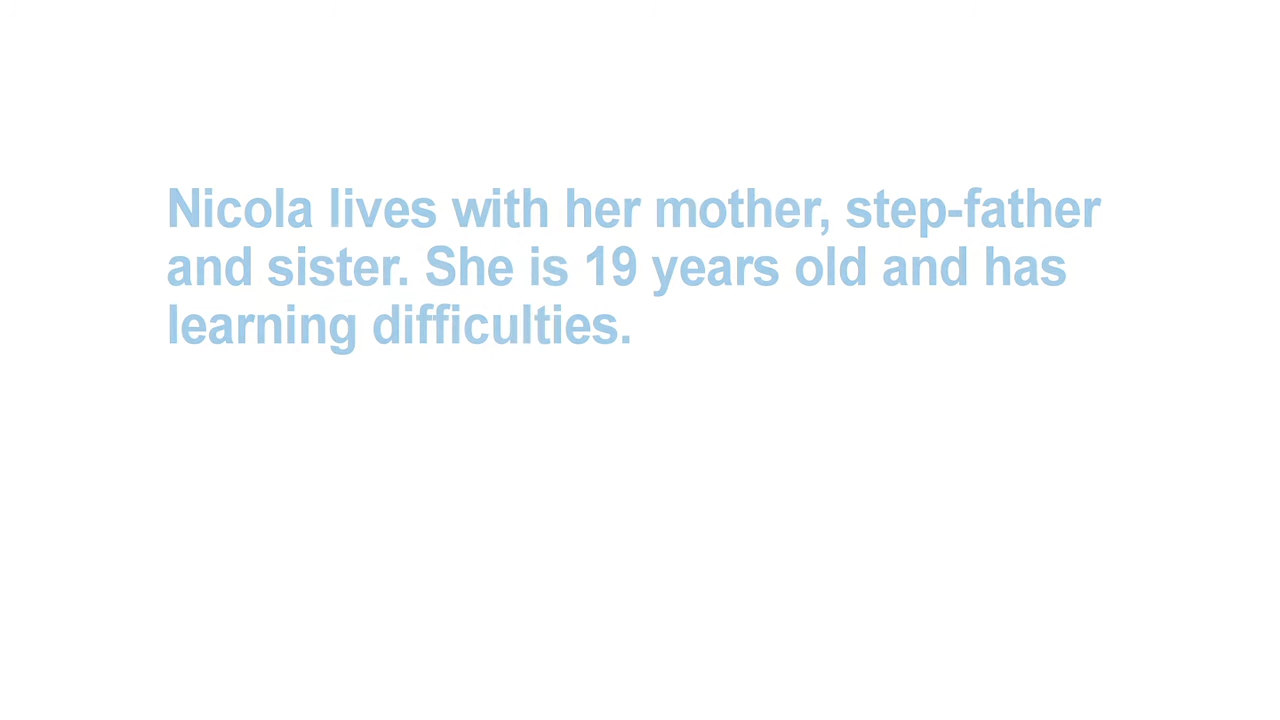 Nicola lives with her mother, step-father
and sister. She is 19 years old and has
learning difficulties.